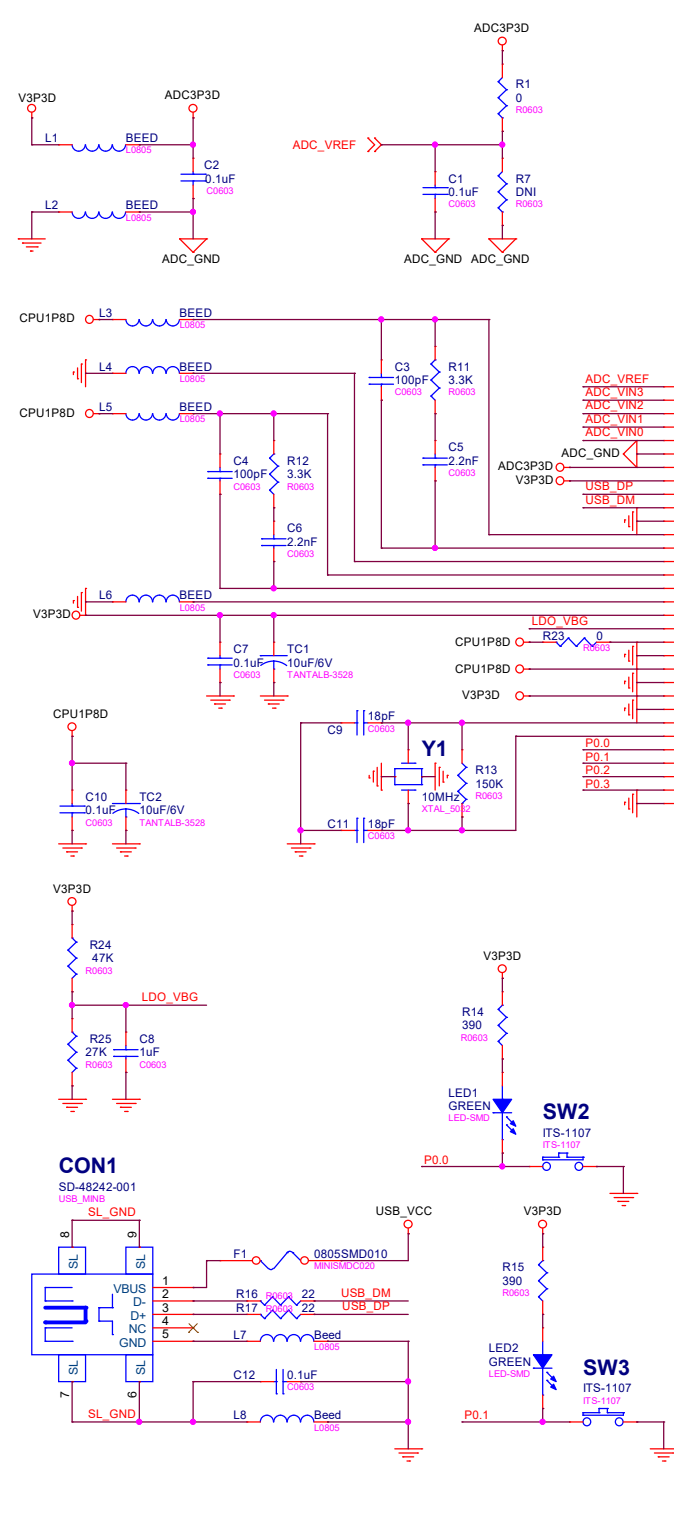 ADC3P3D
R1
0
R0603
V3P3D
ADC3P3D
L1
BEED
L0805
ADC_VREF
C2
0.1uF
C0603
C1
0.1uF
C0603
R7
DNI
R0603
L2
BEED
L0805
ADC_GND
ADC_GND
ADC_GND
CPU1P8D
L3
BEED
L0805
L4
BEED
L0805
C3
100pF
C0603
R11
3.3K
R0603
CPU1P8D
L5
BEED
L0805
C4
100pF
C0603
R12
3.3K
R0603
C5
2.2nF
C0603
C6
2.2nF
C0603
ADC_VREF
ADC_VIN3
ADC_VIN2
ADC_VIN1
ADC_VIN0
ADC_GND
ADC3P3D
V3P3D
USB_DP
USB_DM
L6
BEED
L0805
V3P3D
C7
0.1uF
C0603
TC1
10uF/6V
TANTALB-3528
LDO_VBG
CPU1P8D
R23
0
R0603
CPU1P8D
V3P3D
CPU1P8D
C10
0.1uF
C0603
TC2
10uF/6V
TANTALB-3528
C9
18pF
C0603
Y1
10MHz
XTAL_5032
R13
150K
R0603
C11
18pF
C0603
P0.0
P0.1
P0.2
P0.3
V3P3D
R24
47K
R0603
LDO_VBG
R25
27K
R0603
C8
1uF
C0603
V3P3D
R14
390
R0603
LED1
GREEN
LED-SMD
SW2
ITS-1107
ITS-1107
P0.0
CON1
SD-48242-001
USB_MINB
SL_GND
8
9
SL
SL
VBUS
D-
D+
NC
GND
1
2
3
4
5
SL
SL
7
6
SL_GND
USB_VCC
F1
0805SMD010
MINISMDC020
R16
R0603
22
USB_DM
R17
R0603
22
USB_DP
L7
Beed
L0805
C12
0.1uF
C0603
L8
Beed
L0805
V3P3D
R15
390
R0603
LED2
GREEN
LED-SMD
SW3
ITS-1107
ITS-1107
P0.1